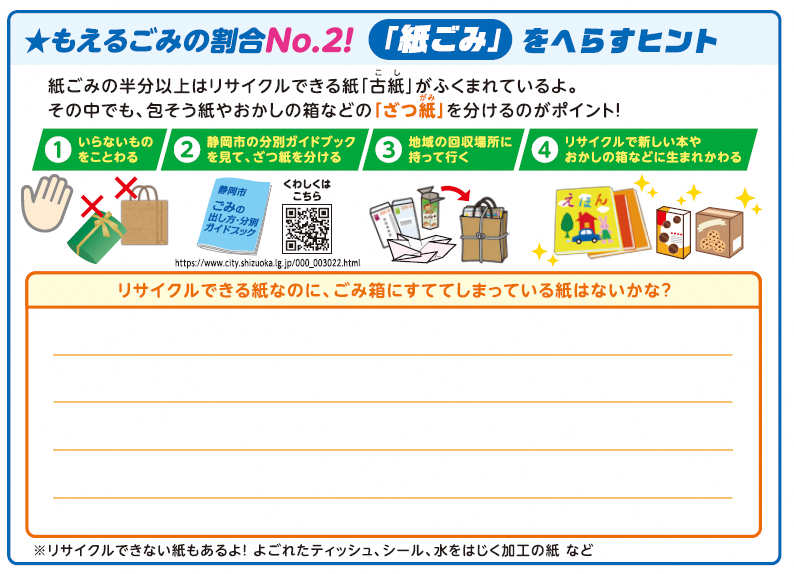 ★もえるごみの割合No.2! 「紙ごみ」をへらすヒント
紙ごみの半分以上はリサイクルできる紙「古紙」がふくまれているよ。
こし
その中でも、包そう紙やおかしの箱などの「ざつ紙」を分けるのがポイント!
がみ
1 いらないもの
をことわる
2 静岡市の分別ガイドブック
を見て、ざつ紙を分ける
3 地域の回収場所に
持って行く
4 リサイクルで新しい本や
おかしの箱などに生まれかわる
静岡市
ごみの
出し方・分別
ガイドブック
くわしくは
こちら
https://www.city.shizuoka.lg.jp/000_003022.html
えほん
リサイクルできる紙なのに、ごみ箱にすててしまっている紙はないかな?
※リサイクルできない紙もあるよ! よごれたティッシュ、シール、水をはじく加工の紙 など